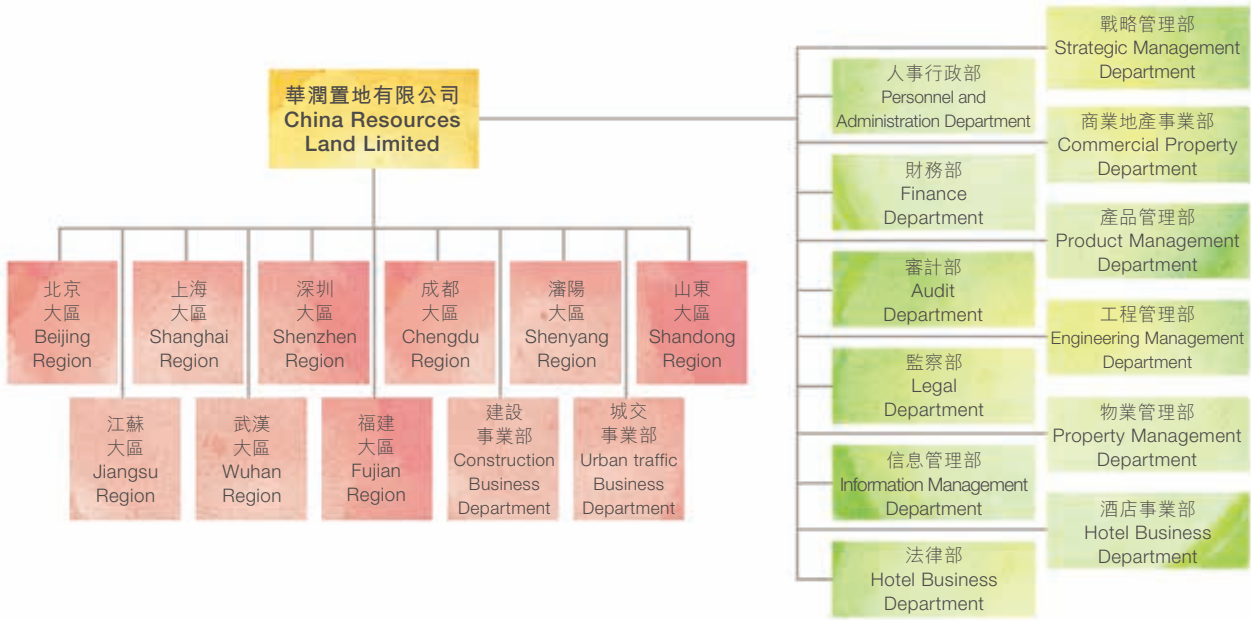 華潤置地有限公司
China Resources
Land Limited
北京
大區
Beijing
Region
上海
大區
Shanghai
Region
深圳
大區
Shenzhen
Region
成都
大區
Chengdu
Region
瀋陽
大區
Shenyang
Region
山東
大區
Shandong
Region
江蘇
大區
Jiangsu
Region
武漢
大區
Wuhan
Region
福建
大區
Fujian
Region
建設
事業部
Construction
Business
Department
城交
事業部
Urban traffic
Business
Department
戰略管理部
Strategic Management
Department
人事行政部
Personnel and
Administration Department
商業地產事業部
Commercial Property
Department
財務部
Finance
Department
產品管理部
Product Management
Department
審計部
Audit
Department
工程管理部
Engineering Management
Department
監察部
Legal
Department
物業管理部
Property Management
Department
信息管理部
Information Management
Department
酒店事業部
Hotel Business
Department
法律部
Hotel Business
Department